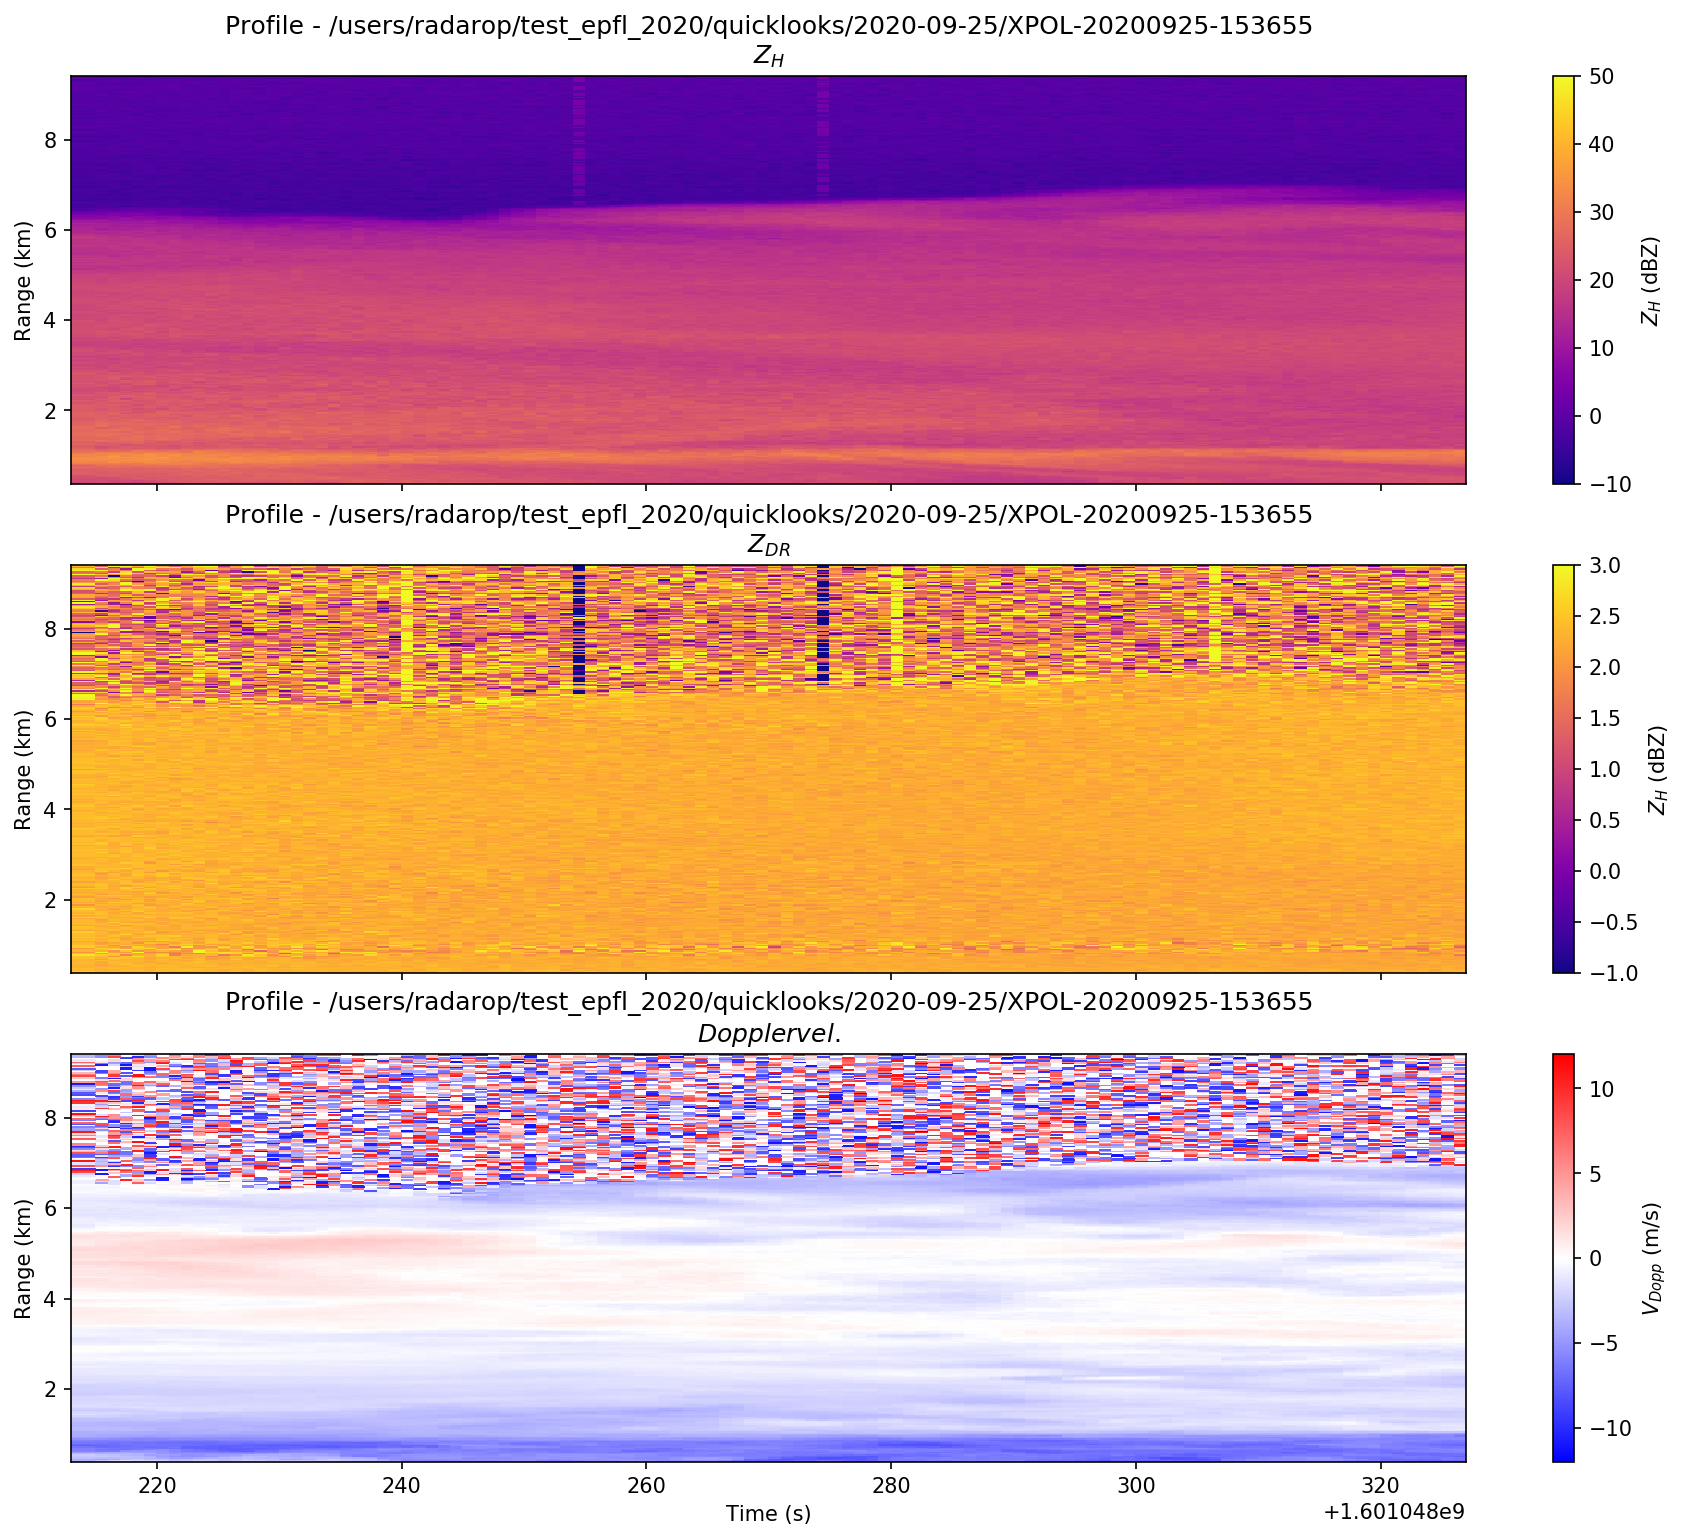 Profile - /users/radarop/test_epfl_2020/quicklooks/2020-09-25/XPOL-20200925-153655
Z_H
8
6
4
2
Range (km)
50
40
30
20
10
0
−10
Z_H (dBZ)
Profile - /users/radarop/test_epfl_2020/quicklooks/2020-09-25/XPOL-20200925-153655
Z_DR
8
6
4
2
Range (km)
3.0
2.5
2.0
1.5
1.0
0.5
0.0
−0.5
−1.0
Z_H (dBZ)
Profile - /users/radarop/test_epfl_2020/quicklooks/2020-09-25/XPOL-20200925-153655
Dopplervel.
8
6
4
2
Range (km)
10
5
0
−5
−10
V_Dopp (m/s)
220 240 260 280 300 320
Time (s)
+1.601048e9